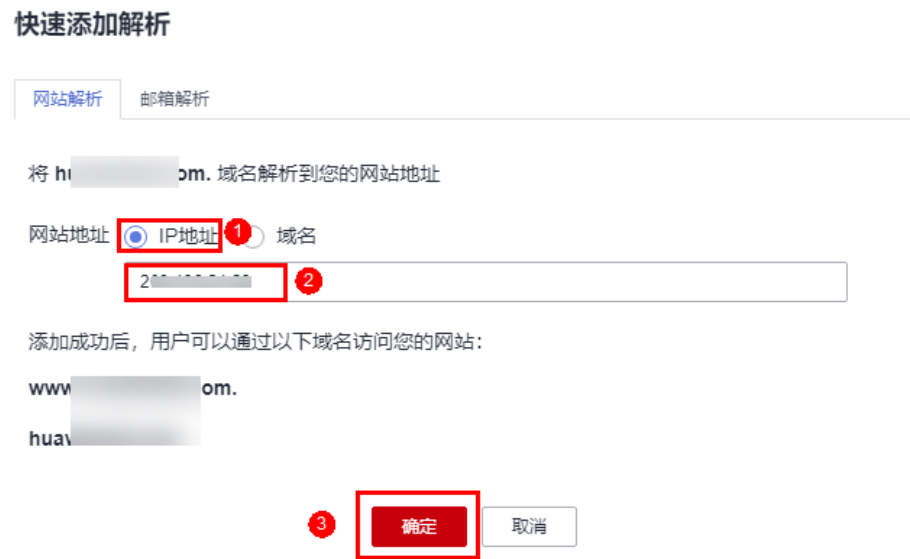 快速添加解析
网站解析 邮箱解析
将 om. 域名解析到您的网站地址
网站地址 IP地址 1 域名
2
添加成功后，用户可以通过以下域名访问您的网站：
www om.
3 确定 取消